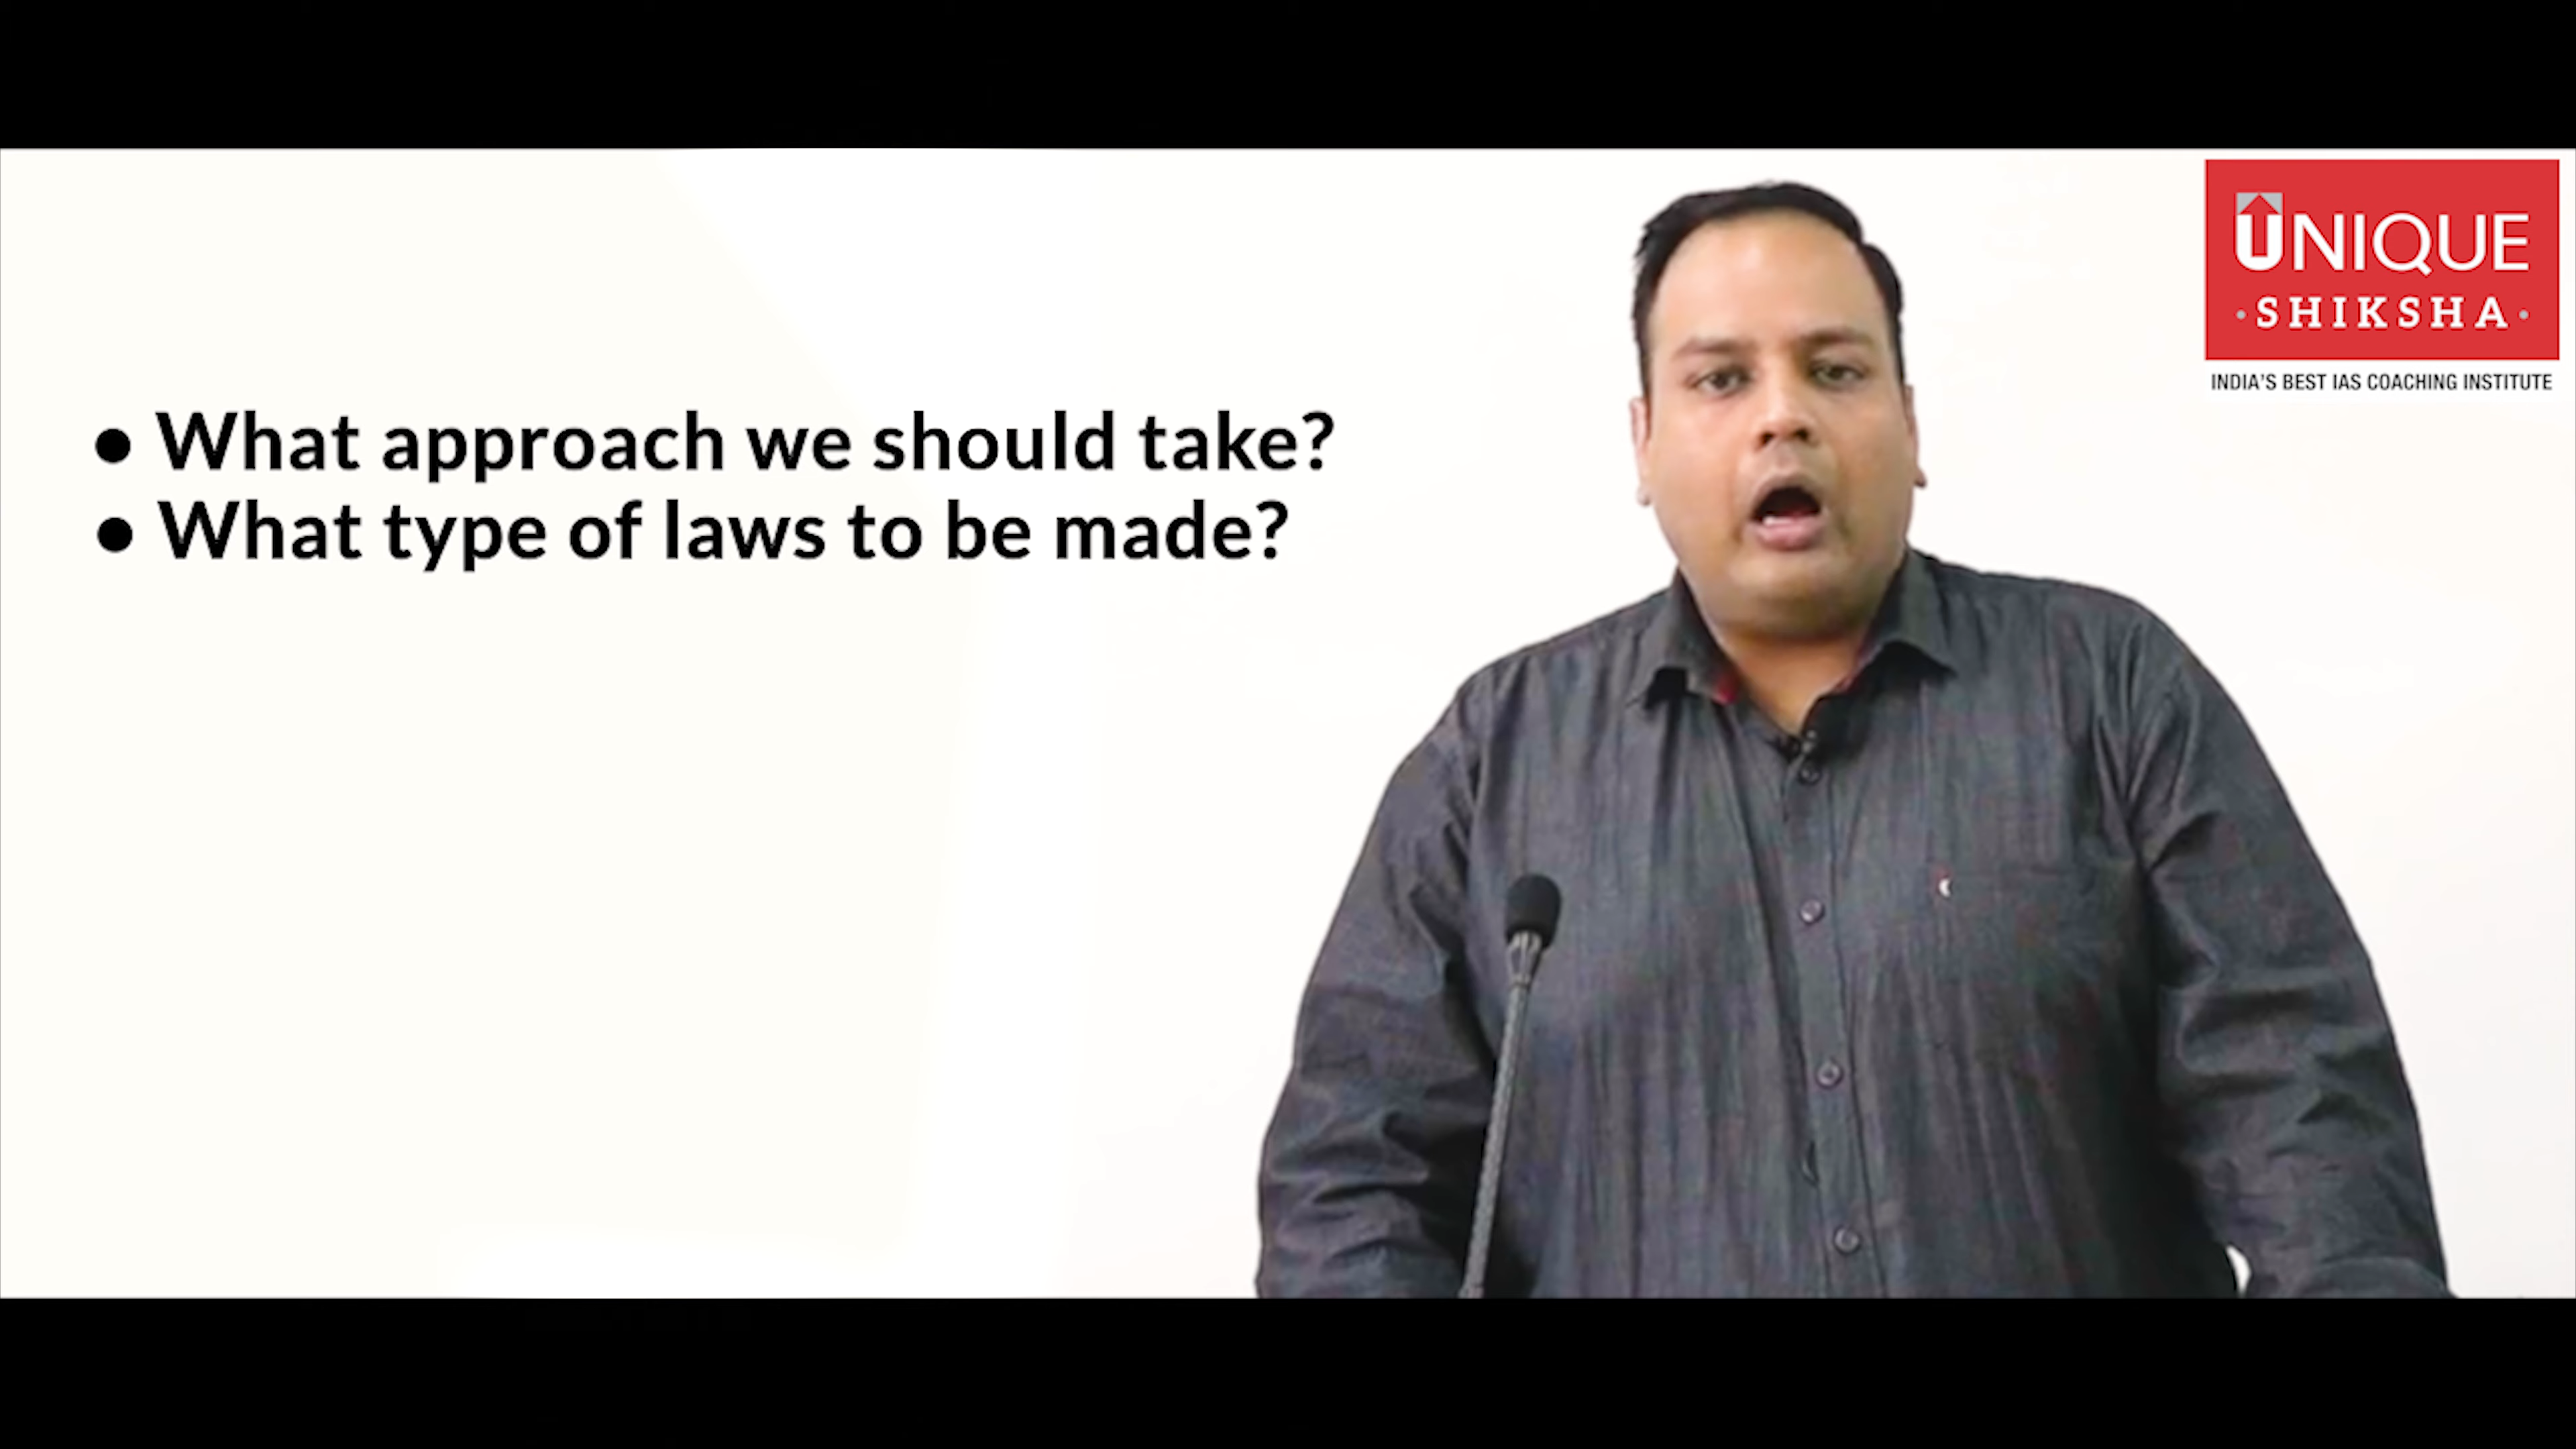 ● What approach we should take?
● What type of laws to be made?
UNIQUE
·SHIKSHA·
INDIA'S BEST IAS COACHING INSTITUTE